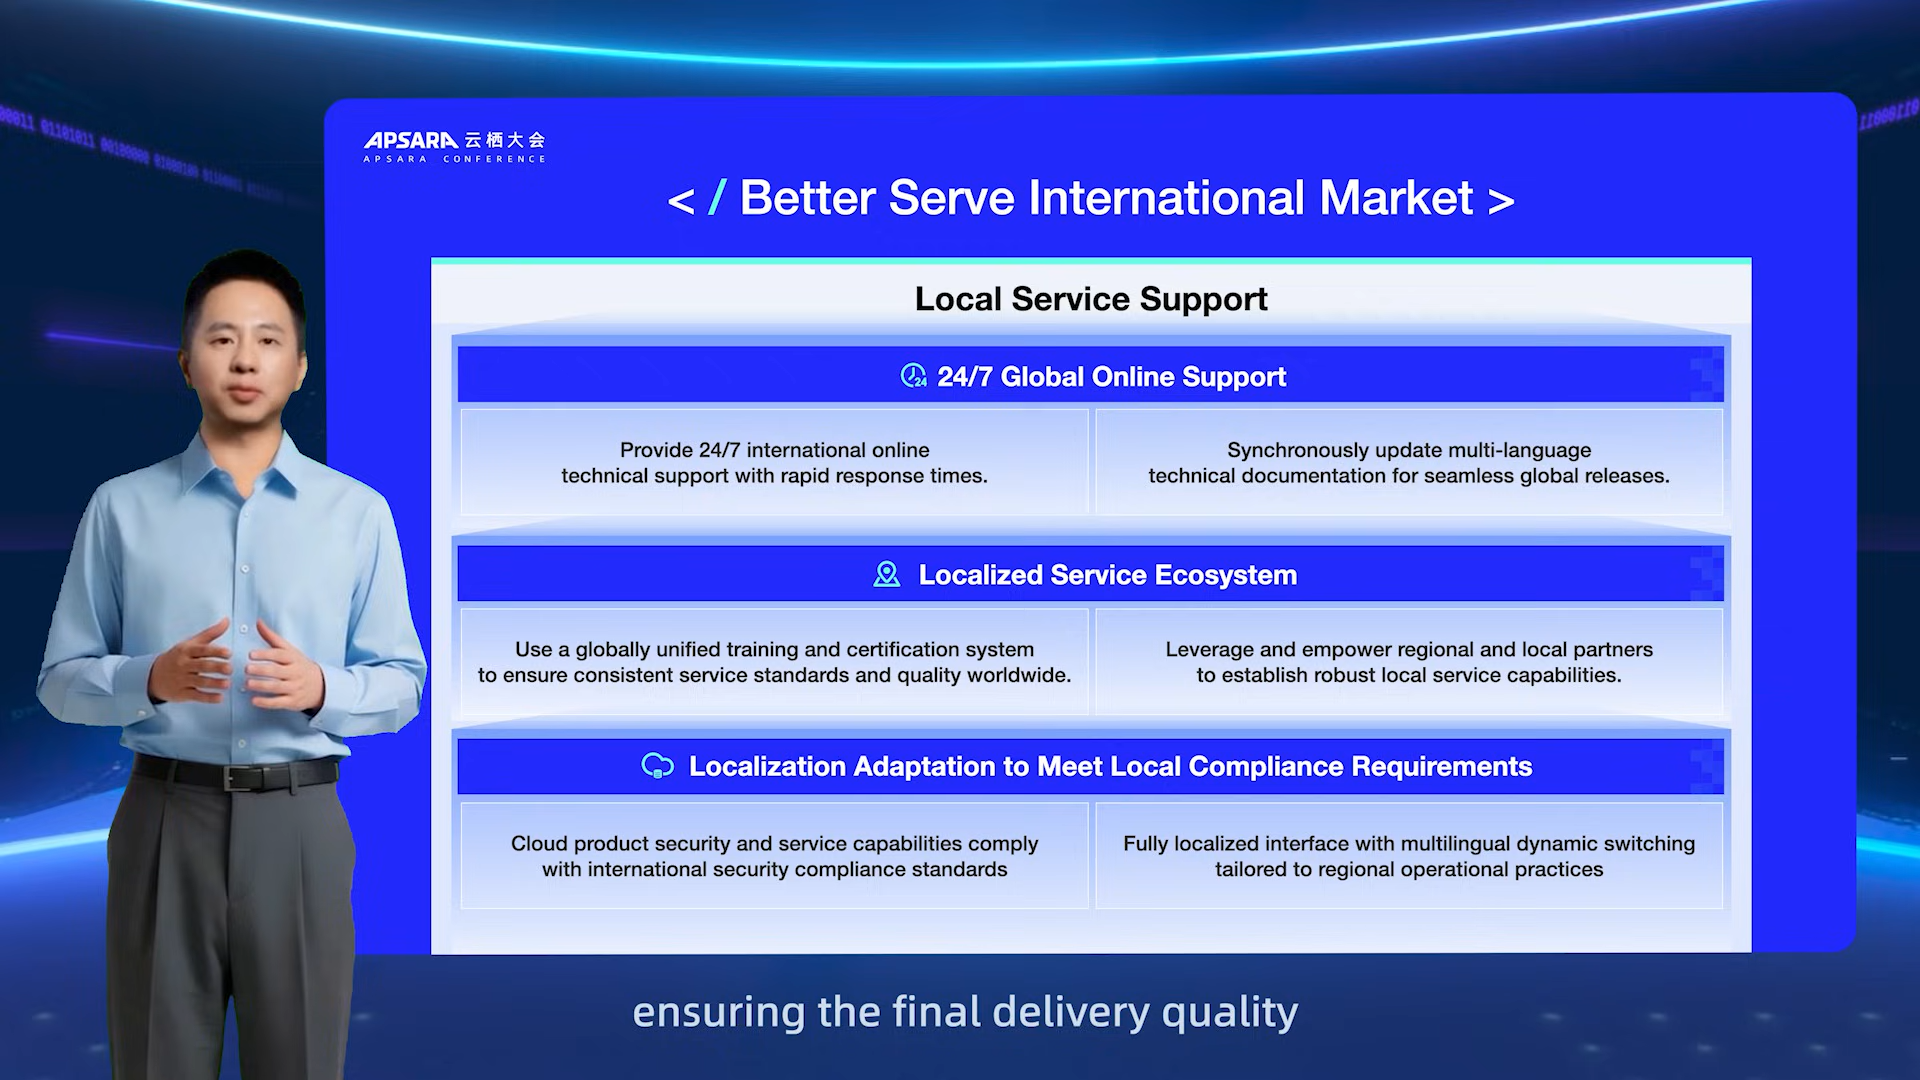 APSARA 云栖大会
APSARA CONFERENCE
< / Better Serve International Market >
Local Service Support
24/7 Global Online Support
Provide 24/7 international online
technical support with rapid response times.
Synchronously update multi-language
technical documentation for seamless global releases.
Localized Service Ecosystem
Use a globally unified training and certification system
to ensure consistent service standards and quality worldwide.
Leverage and empower regional and local partners
to establish robust local service capabilities.
Localization Adaptation to Meet Local Compliance Requirements
Cloud product security and service capabilities comply
with international security compliance standards
Fully localized interface with multilingual dynamic switching
tailored to regional operational practices
ensuring the final delivery quality